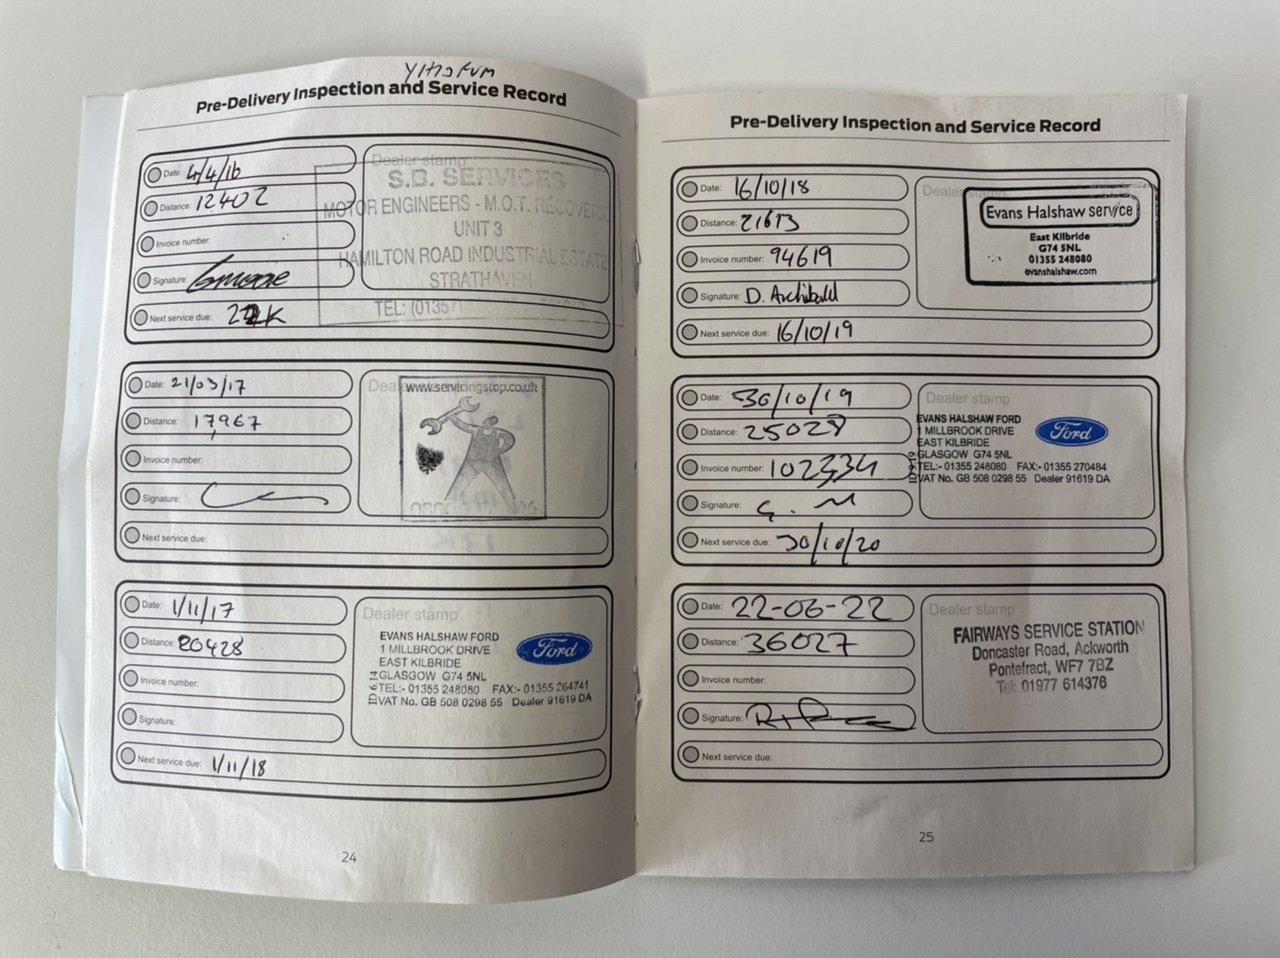 Pre-Delivery Inspection and Service Record
Date: 4/4/16
Distance: 12402
Invoice number:
Signature:
Next service due:
Dealer stamp
S.B. SERVICES
MOTOR ENGINEERS - M.O.T. RECOVERY
UNIT 3
HAMILTON ROAD INDUSTRIAL ESTATE
STRATHAVEN
TEL: (01357)
Date: 21/03/17
Distance: 17,967
Invoice number:
Signature:
Next service due:
www.servicingstop.co.uk
Date: 1/11/17
Distance: 20428
Invoice number:
Signature:
Next service due: 1/11/18
Dealer stamp
EVANS HALSHAW FORD
1 MILLBROOK DRIVE
EAST KILBRIDE
GLASGOW G74 5NL
TEL:- 01355 248080 FAX:- 01355 264741
VAT No. GB 508 0298 55 Dealer 91619 DA
Ford
24
Pre-Delivery Inspection and Service Record
Date: 16/10/18
Distance: 21613
Invoice number: 94619
Signature: D. Archibald
Next service due: 16/10/19
Dealer stamp
Evans Halshaw service
East Kilbride
G74 5NL
01355 248080
evanshalshaw.com
Date: 30/10/19
Distance: 25028
Invoice number: 102334
Signature: G. M
Next service due: 30/10/20
Dealer stamp
EVANS HALSHAW FORD
1 MILLBROOK DRIVE
EAST KILBRIDE
GLASGOW G74 5NL
TEL:- 01355 248080 FAX:- 01355 270484
VAT No. GB 508 0298 55 Dealer 91619 DA
Ford
Date: 22-06-22
Distance: 36027
Invoice number:
Signature:
Next service due:
Dealer stamp
FAIRWAYS SERVICE STATION
Doncaster Road, Ackworth
Pontefract, WF7 7BZ
Tel: 01977 614376
25